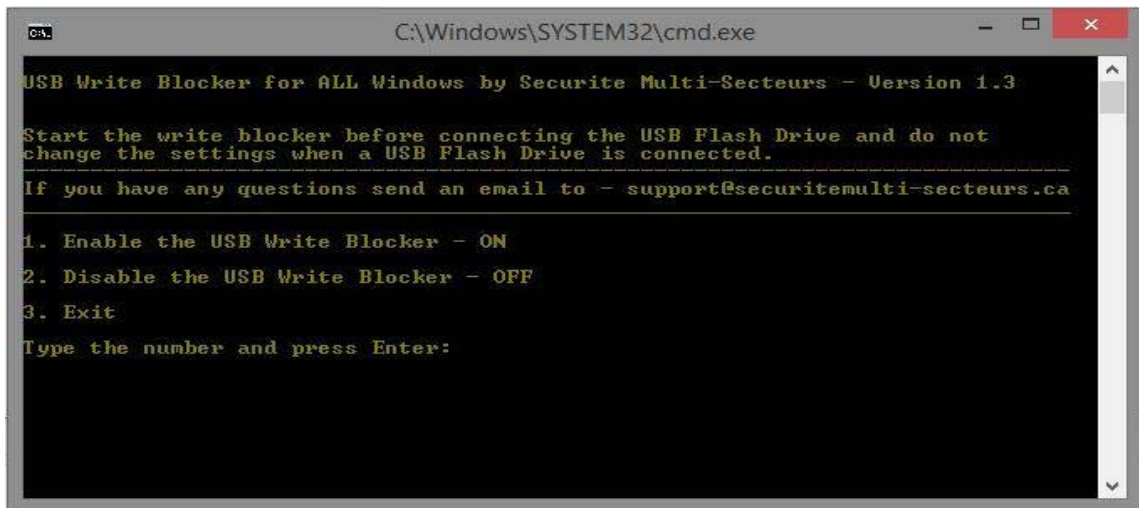 C:\Windows\SYSTEM32\cmd.exe
USB Write Blocker for ALL Windows by Securite Multi-Secteurs - Version 1.3
Start the write blocker before connecting the USB Flash Drive and do not
change the settings when a USB Flash Drive is connected.
If you have any questions send an email to - support@securitemulti-secteurs.ca
1. Enable the USB Write Blocker - ON
2. Disable the USB Write Blocker - OFF
3. Exit
Type the number and press Enter: